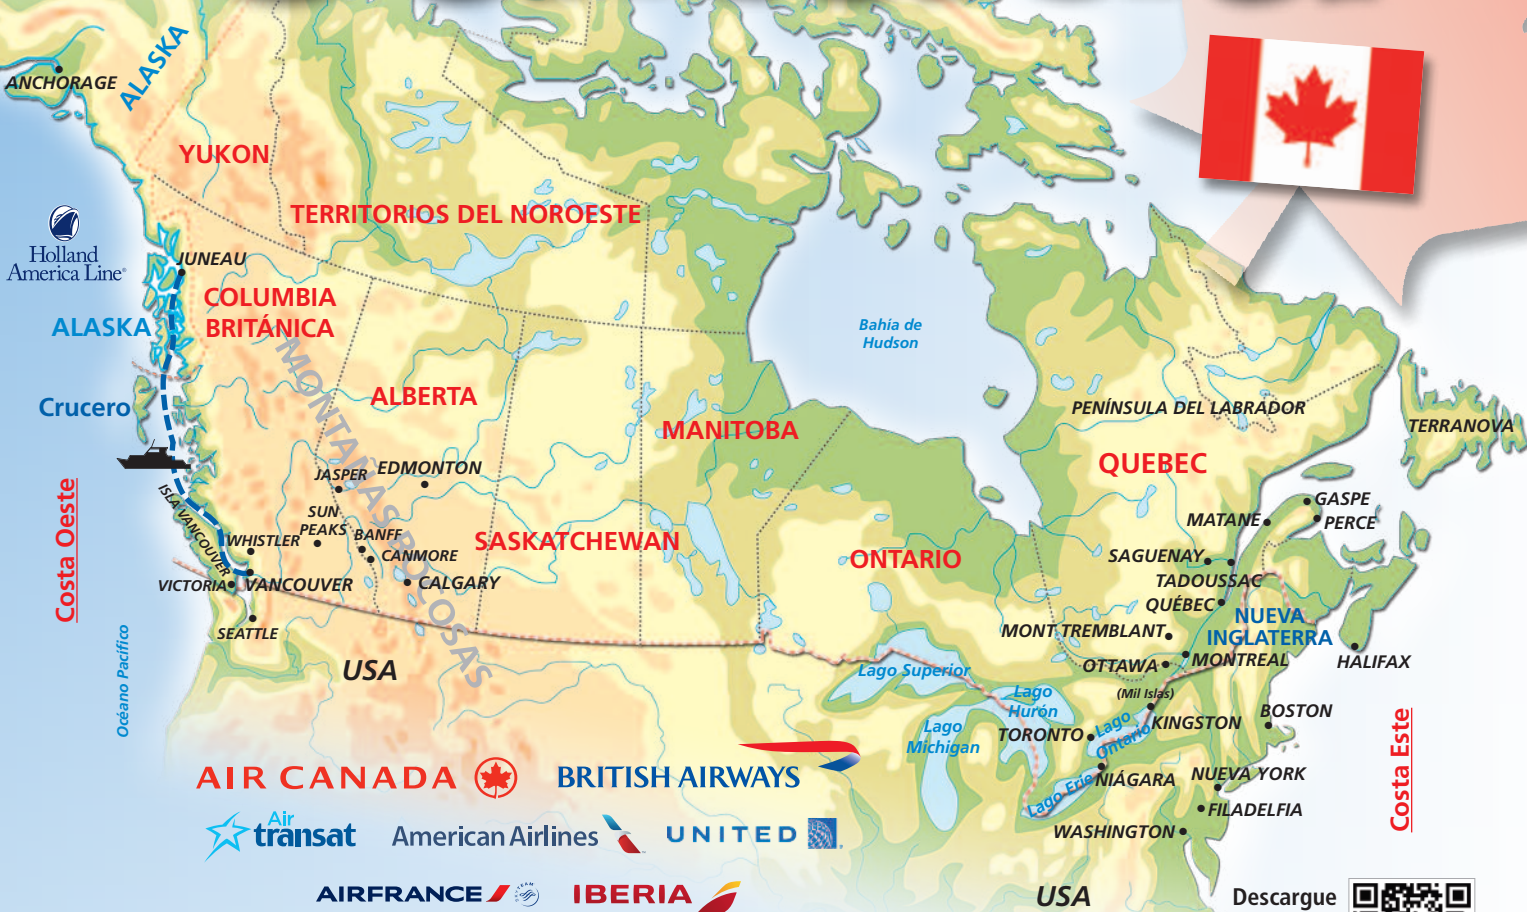 ANCHORAGE
ALASKA
YUKON
TERRITORIOS DEL NOROESTE
Holland
America Line®
JUNEAU
COLUMBIA
BRITÁNICA
ALASKA
Bahía de
Hudson
MONTAÑAS ROCOSAS
ALBERTA
Crucero
PENÍNSULA DEL LABRADOR
MANITOBA
TERRANOVA
QUEBEC
JASPER
EDMONTON
Costa Oeste
ISLA VANCOUVER
GASPE
SUN
PEAKS
MATANE
PERCE
WHISTLER
BANFF
SASKATCHEWAN
CANMORE
ONTARIO
SAGUENAY
VICTORIA
VANCOUVER
CALGARY
TADOUSSAC
QUÉBEC
NUEVA
INGLATERRA
SEATTLE
MONT TREMBLANT
Océano Pacífico
USA
Lago Superior
OTTAWA
MONTREAL
HALIFAX
(Mil Islas)
Lago
Hurón
KINGSTON
BOSTON
Lago
Michigan
TORONTO
Lago
Ontario
Costa Este
AIR CANADA
BRITISH AIRWAYS
Lago Erie
NIÁGARA
NUEVA YORK
FILADELFIA
Air
transat
American Airlines
UNITED
WASHINGTON
AIRFRANCE
IBERIA
USA
Descargue